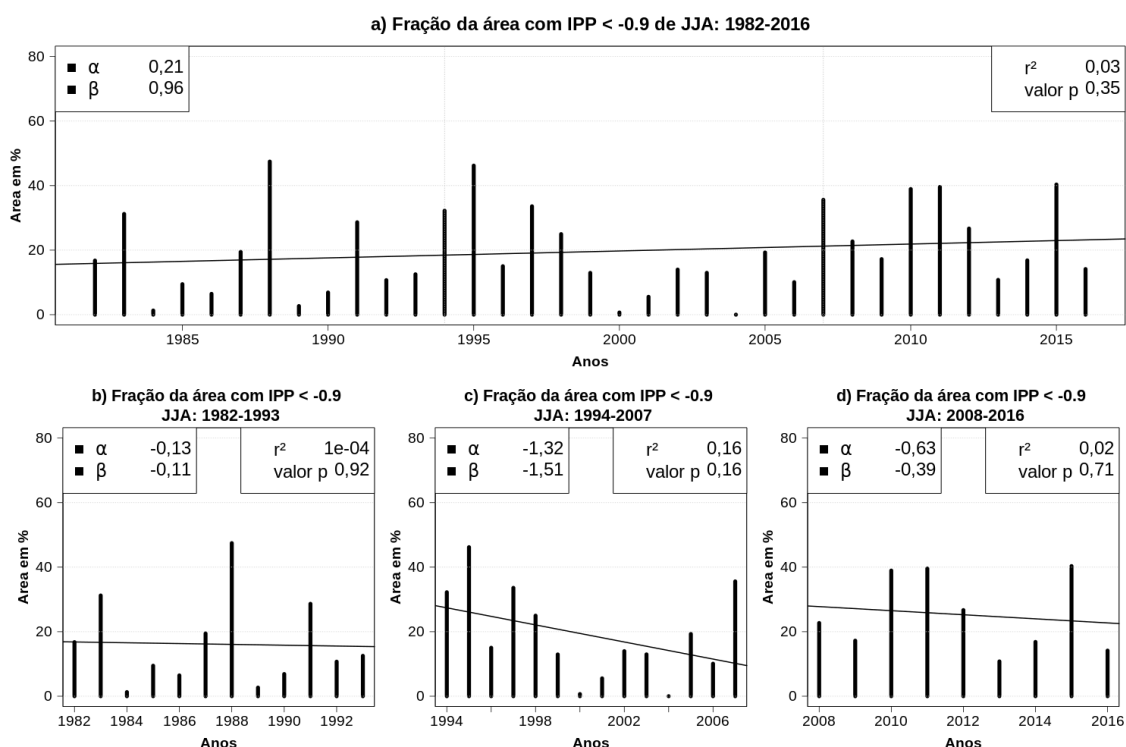 a) Fração da área com IPP < -0.9 de JJA: 1982-2016
α 0,21
β 0,96
r² 0,03
valor p 0,35
Area em %
80
60
40
20
0
1985 1990 1995 2000 2005 2010 2015
Anos
b) Fração da área com IPP < -0.9
JJA: 1982-1993
α -0,13
β -0,11
r² 1e-04
valor p 0,92
Area em %
80
60
40
20
0
1982 1984 1986 1988 1990 1992
Anos
c) Fração da área com IPP < -0.9
JJA: 1994-2007
α -1,32
β -1,51
r² 0,16
valor p 0,16
Area em %
80
60
40
20
0
1994 1998 2002 2006
Anos
d) Fração da área com IPP < -0.9
JJA: 2008-2016
α -0,63
β -0,39
r² 0,02
valor p 0,71
Area em %
80
60
40
20
0
2008 2010 2012 2014 2016
Anos